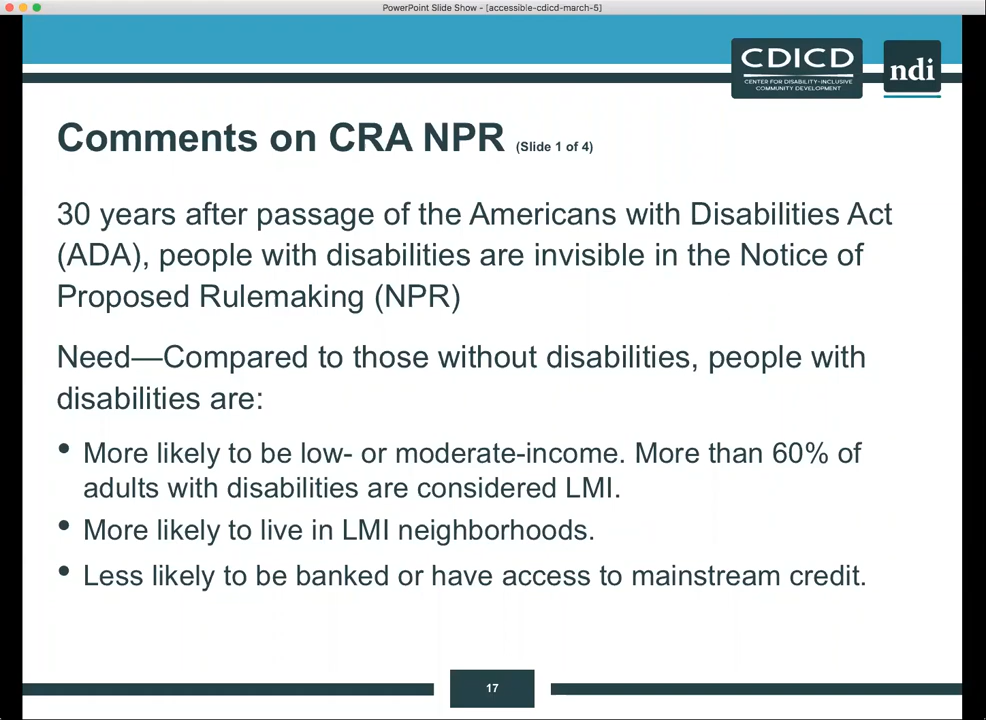 PowerPoint Slide Show - [accessible-cdicd-march-5]
CDICD
CENTER FOR DISABILITY-INCLUSIVE
COMMUNITY DEVELOPMENT
ndi
Comments on CRA NPR (Slide 1 of 4)
30 years after passage of the Americans with Disabilities Act
(ADA), people with disabilities are invisible in the Notice of
Proposed Rulemaking (NPR)
Need—Compared to those without disabilities, people with
disabilities are:
• More likely to be low- or moderate-income. More than 60% of
adults with disabilities are considered LMI.
• More likely to live in LMI neighborhoods.
• Less likely to be banked or have access to mainstream credit.
17